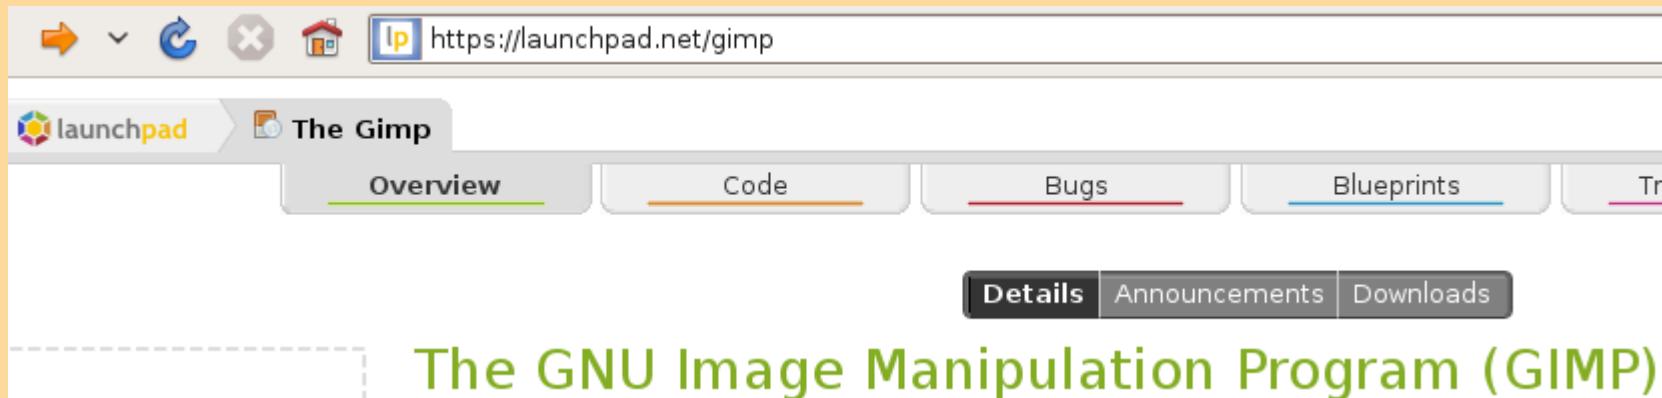 lp https://launchpad.net/gimp
launchpad The Gimp
Overview Code Bugs Blueprints
Details Announcements Downloads
The GNU Image Manipulation Program (GIMP)